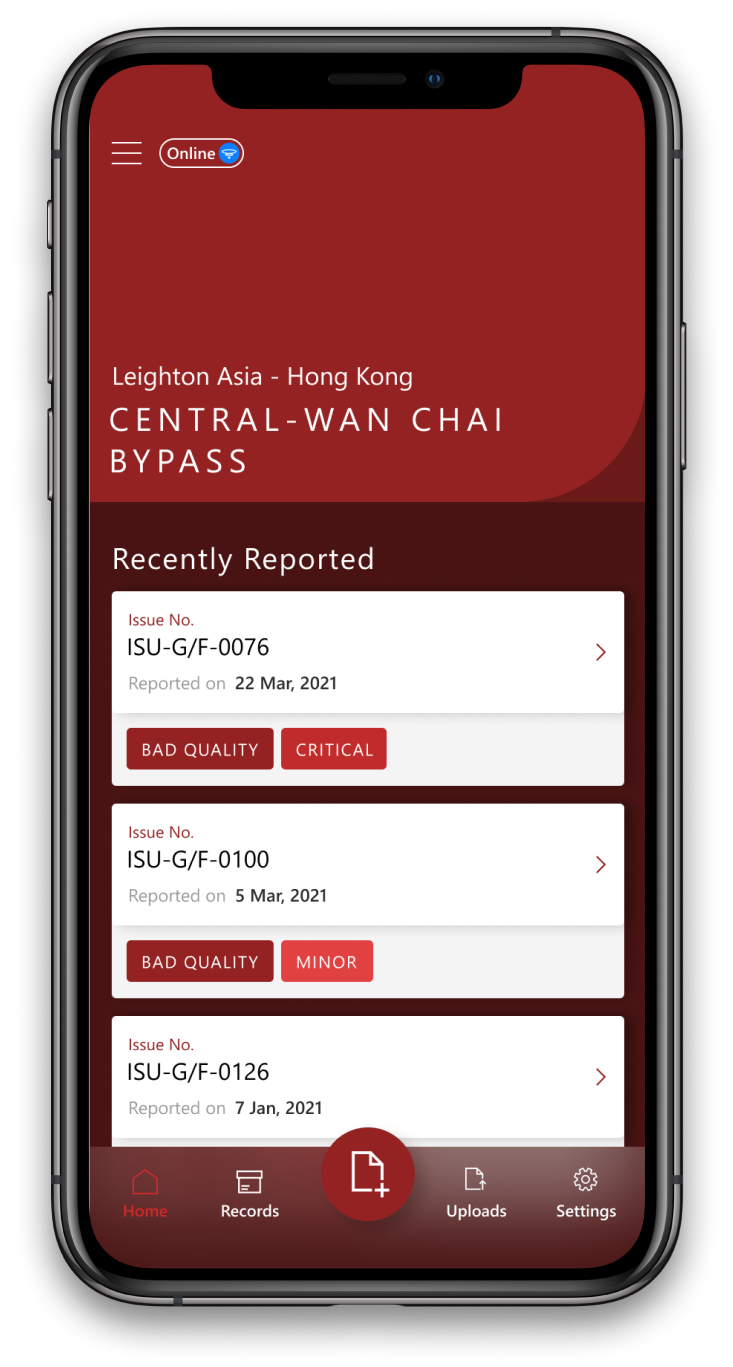 Online
Leighton Asia - Hong Kong
CENTRAL-WAN CHAI
BYPASS
Recently Reported
Issue No.
ISU-G/F-0076
Reported on 22 Mar, 2021
BAD QUALITY CRITICAL
Issue No.
ISU-G/F-0100
Reported on 5 Mar, 2021
BAD QUALITY MINOR
Issue No.
ISU-G/F-0126
Reported on 7 Jan, 2021
Home Records Uploads Settings